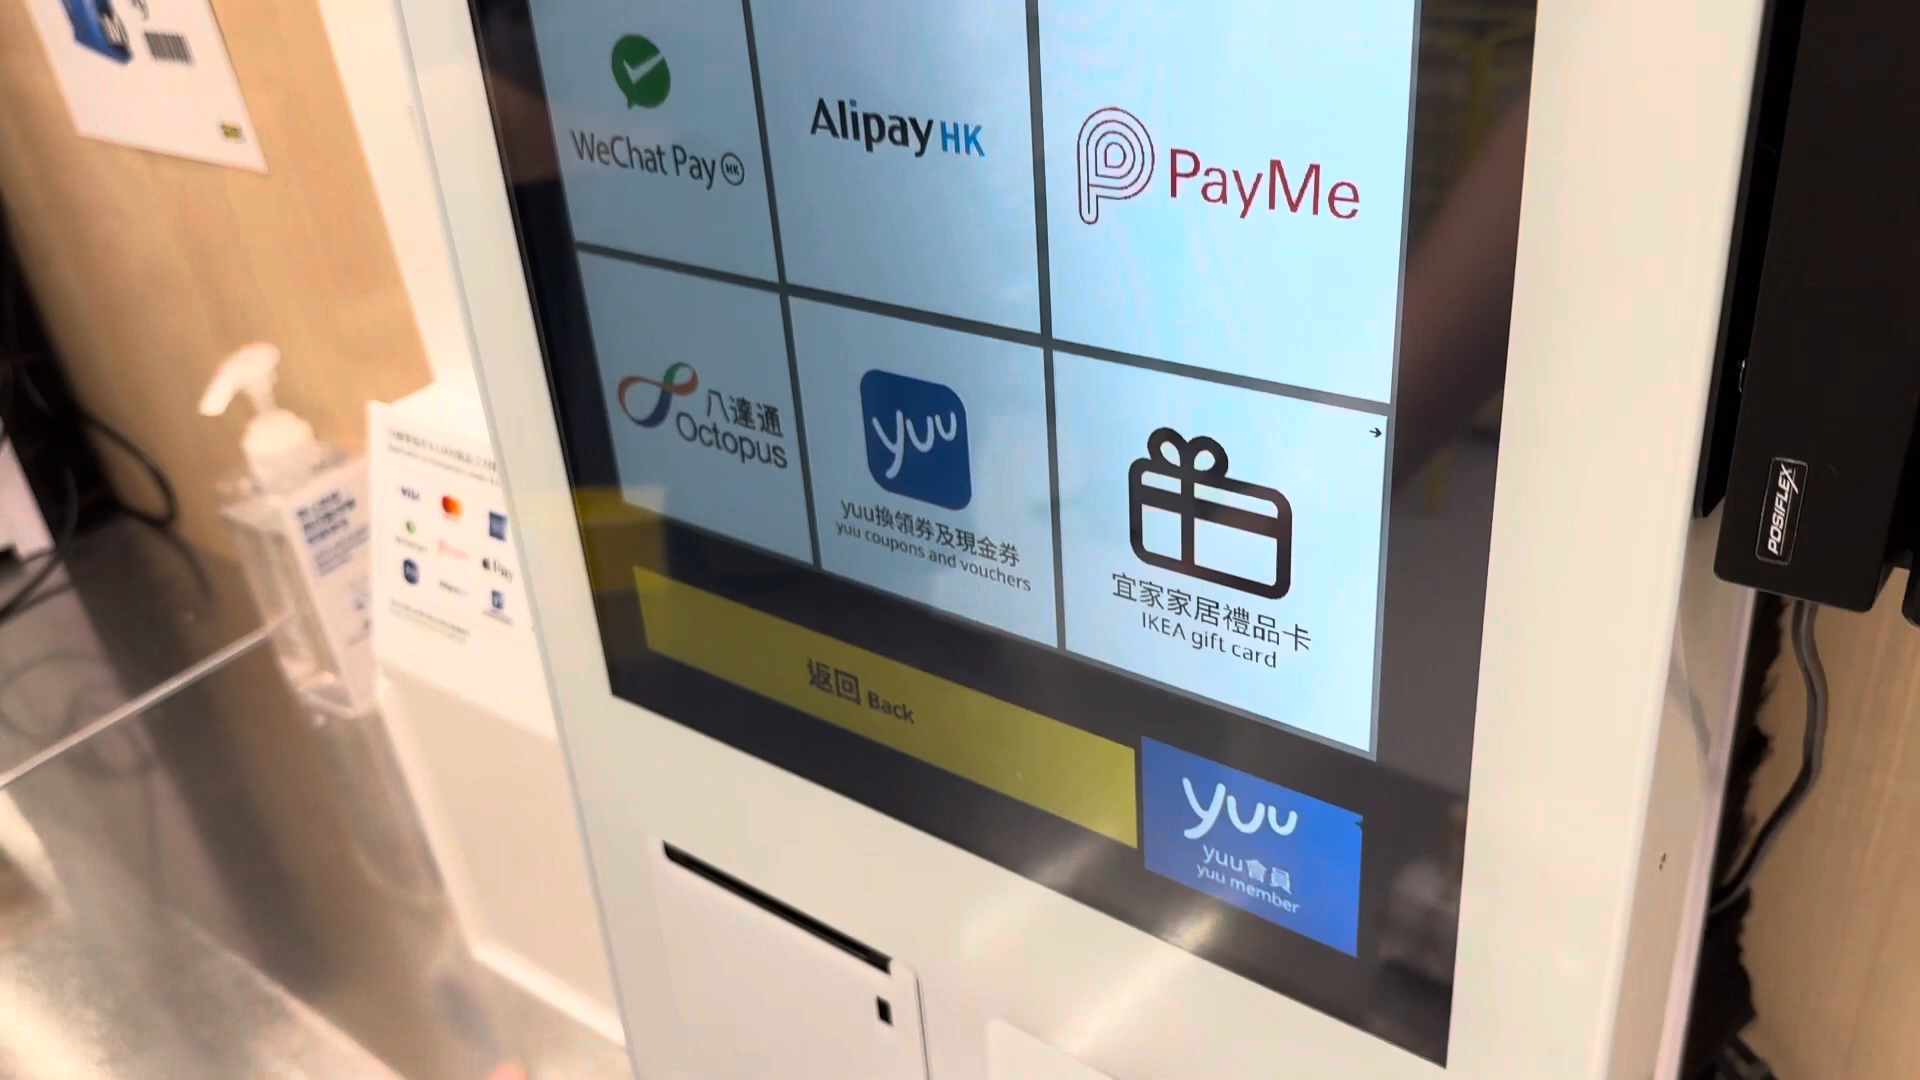 WeChat Pay HK
Alipay HK
PayMe
八達通
Octopus
yuu
yuu換領券及現金券
yuu coupons and vouchers
宜家家居禮品卡
IKEA gift card
返回 Back
yuu
yuu會員
yuu member
POSIFLEX
VISA
Pay